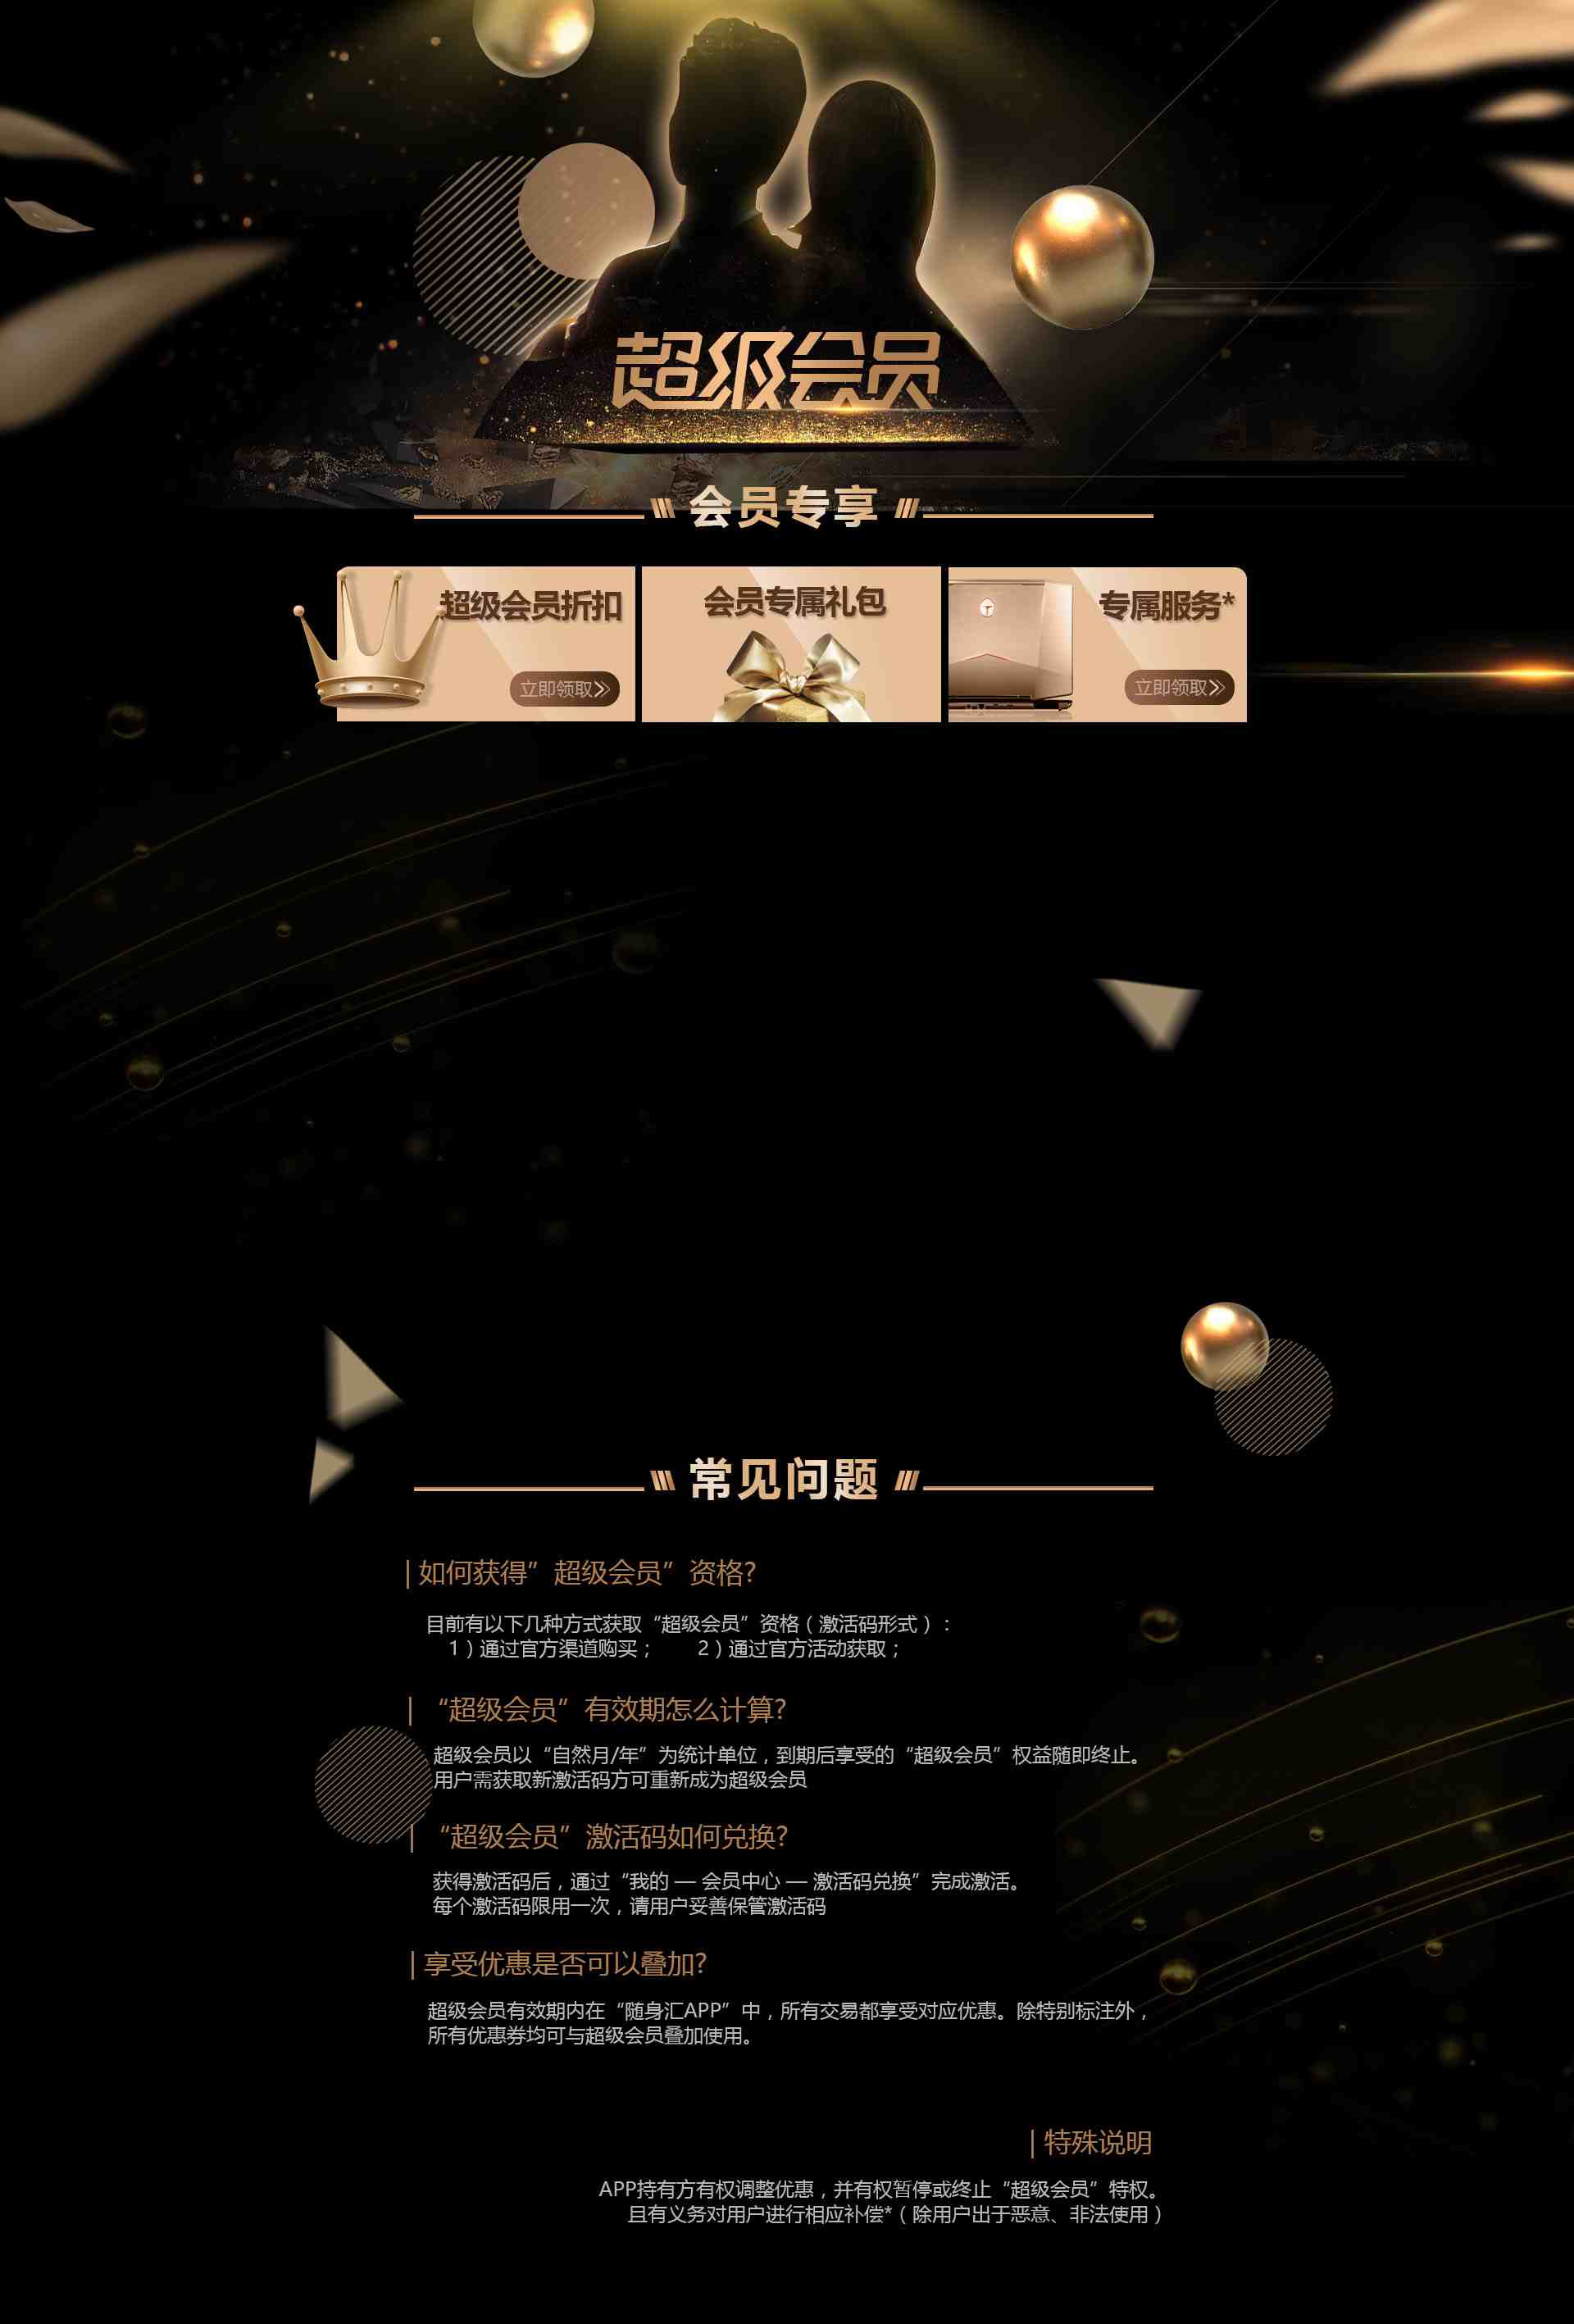 超级会员
会员专享
超级会员折扣
立即领取
会员专属礼包
专属服务*
立即领取
常见问题
如何获得”超级会员”资格?
目前有以下几种方式获取“超级会员”资格（激活码形式）：
1）通过官方渠道购买； 2）通过官方活动获取；
“超级会员”有效期怎么计算?
超级会员以“自然月/年”为统计单位，到期后享受的“超级会员”权益随即终止。
用户需获取新激活码方可重新成为超级会员
“超级会员”激活码如何兑换?
获得激活码后，通过“我的 — 会员中心 — 激活码兑换”完成激活。
每个激活码限用一次，请用户妥善保管激活码
享受优惠是否可以叠加?
超级会员有效期内在“随身汇APP”中，所有交易都享受对应优惠。除特别标注外，
所有优惠券均可与超级会员叠加使用。
特殊说明
APP持有方有权调整优惠，并有权暂停或终止“超级会员”特权。
且有义务对用户进行相应补偿*（除用户出于恶意、非法使用）